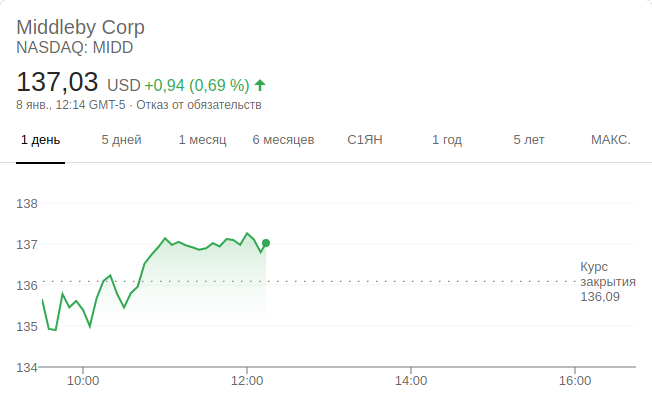 Middleby Corp
NASDAQ: MIDD
137,03 USD +0,94 (0,69 %)
8 янв., 12:14 GMT-5 · Отказ от обязательств
1 день 5 дней 1 месяц 6 месяцев С1ЯН 1 год 5 лет МАКС.
138
137
136
135
134
Курс
закрытия
136,09
10:00 12:00 14:00 16:00